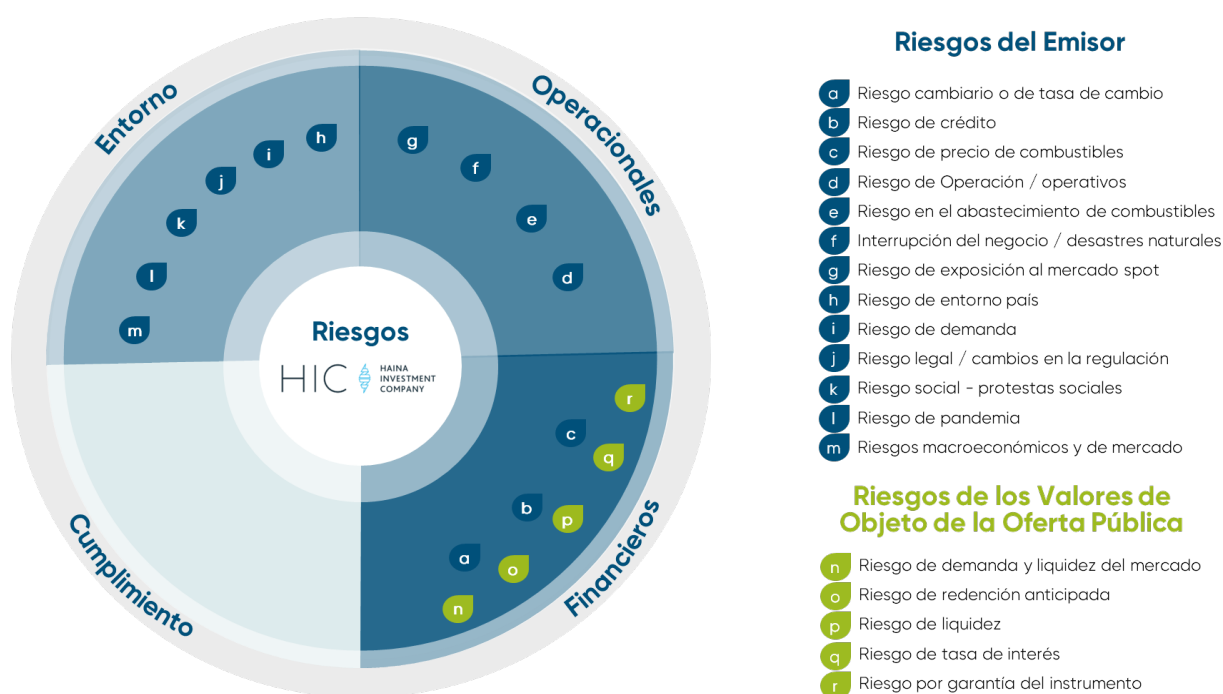 Entorno
Operacionales
h
g
i
f
j
k
e
l
d
m
Riesgos
HIC HAINA
INVESTMENT
COMPANY
r
c
q
b
p
a
o
n
Cumplimiento
Financieros
Riesgos del Emisor
a Riesgo cambiario o de tasa de cambio
b Riesgo de crédito
c Riesgo de precio de combustibles
d Riesgo de Operación / operativos
e Riesgo en el abastecimiento de combustibles
f Interrupción del negocio / desastres naturales
g Riesgo de exposición al mercado spot
h Riesgo de entorno país
i Riesgo de demanda
j Riesgo legal / cambios en la regulación
k Riesgo social - protestas sociales
l Riesgo de pandemia
m Riesgos macroeconómicos y de mercado
Riesgos de los Valores de
Objeto de la Oferta Pública
n Riesgo de demanda y liquidez del mercado
o Riesgo de redención anticipada
p Riesgo de liquidez
q Riesgo de tasa de interés
r Riesgo por garantía del instrumento